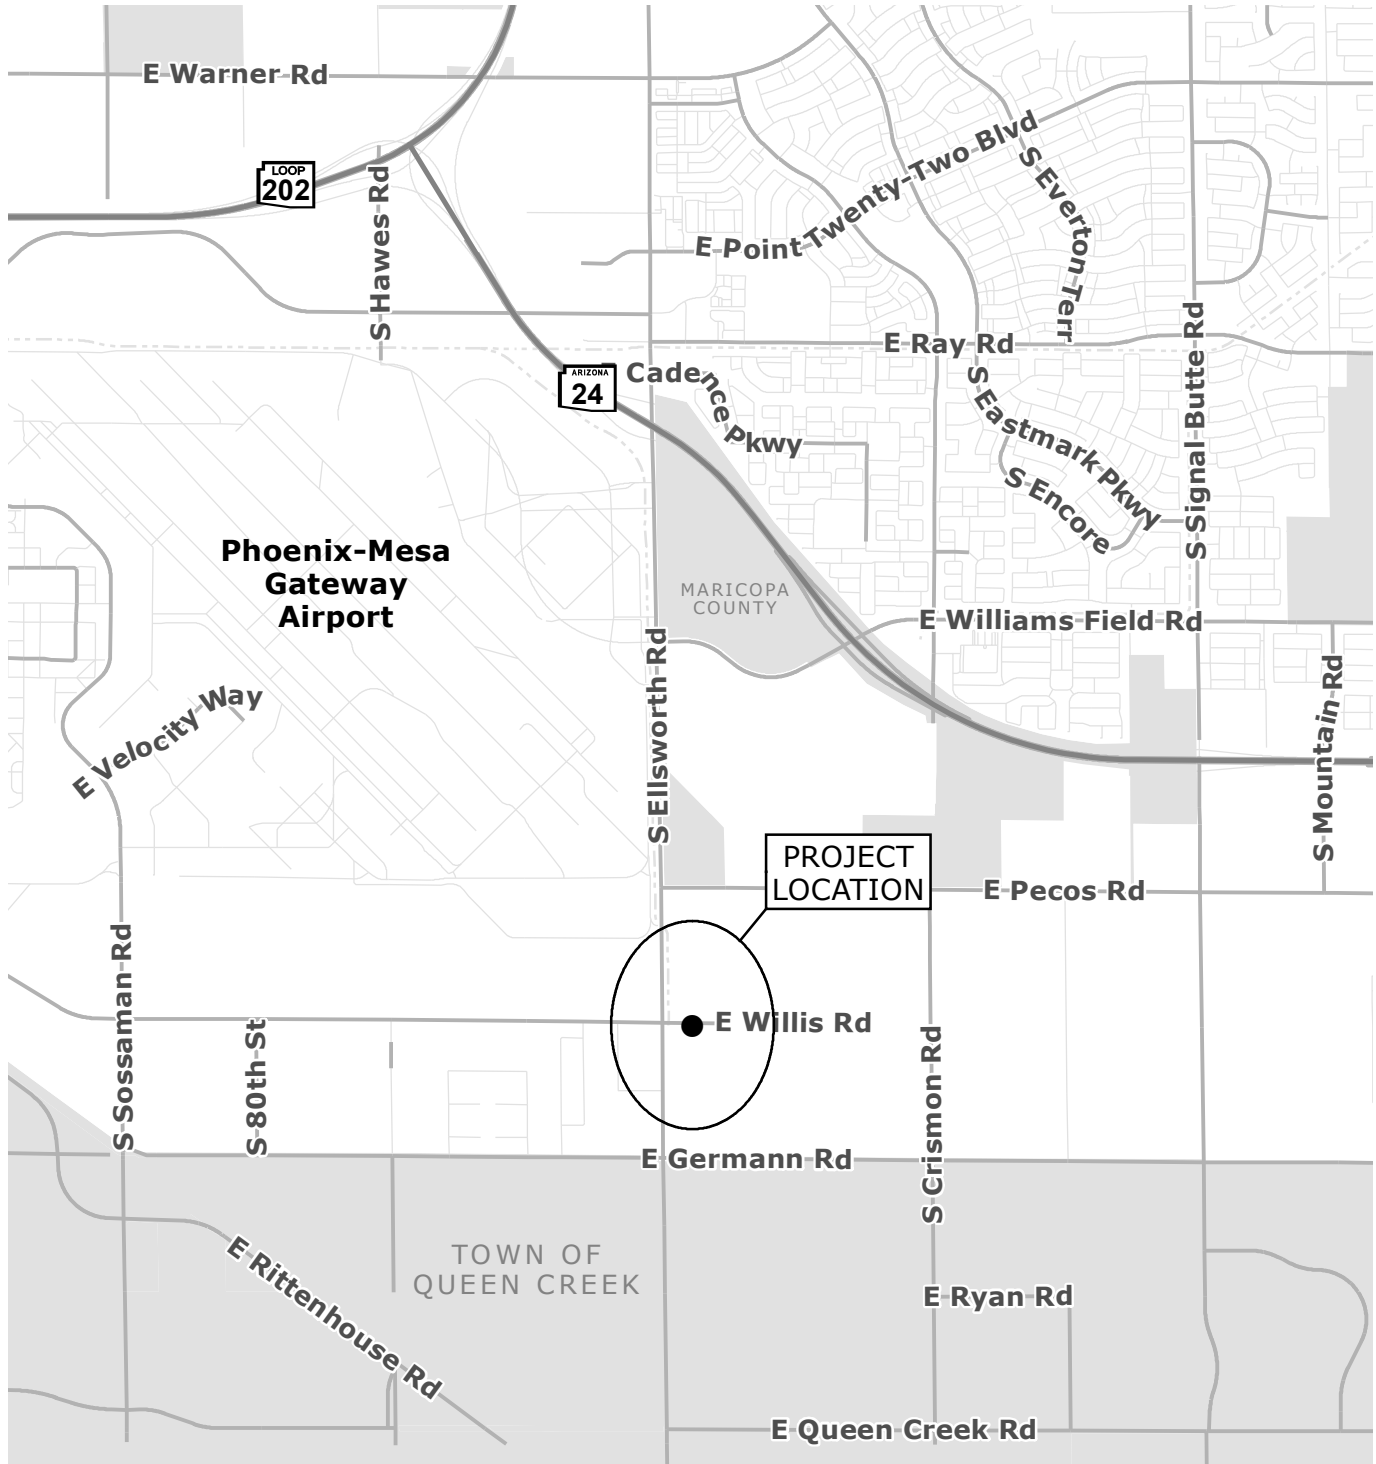 E Warner Rd
LOOP
202
S Hawes Rd
E Point Twenty-Two Blvd
S Everton Terr
E Ray Rd
ARIZONA
24
Cadence Pkwy
S Eastmark Pkwy
S Encore
S Signal Butte Rd
Phoenix-Mesa
Gateway
Airport
MARICOPA
COUNTY
E Williams Field Rd
S Ellsworth Rd
S Mountain Rd
E Velocity Way
PROJECT
LOCATION
E Pecos Rd
S Sossaman Rd
S 80th St
E Willis Rd
S Crismon Rd
E Germann Rd
TOWN OF
QUEEN CREEK
E Rittenhouse Rd
E Ryan Rd
E Queen Creek Rd